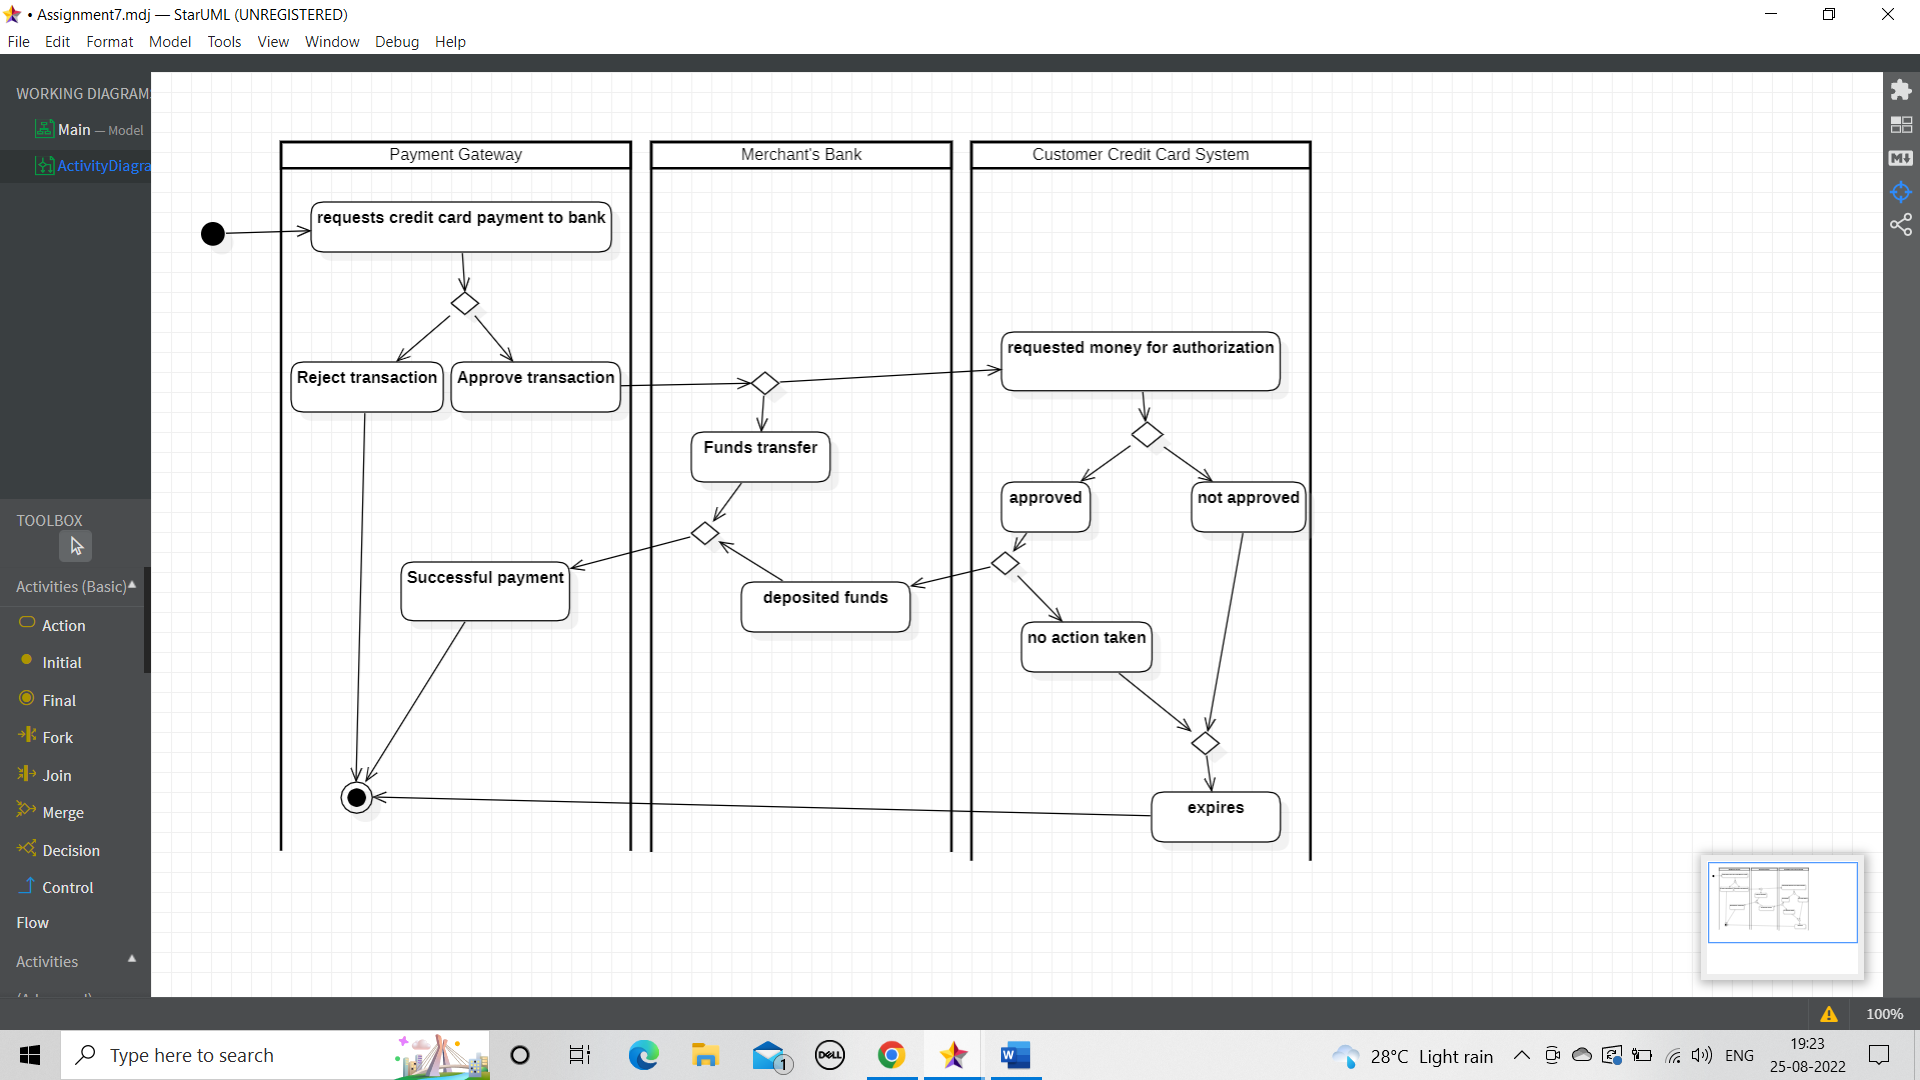 • Assignment7.mdj — StarUML (UNREGISTERED)
File Edit Format Model Tools View Window Debug Help
WORKING DIAGRAM
Main — Model
ActivityDiagra
TOOLBOX
Activities (Basic)
Action
Initial
Final
Fork
Join
Merge
Decision
Control
Flow
Activities
Payment Gateway
Merchant's Bank
Customer Credit Card System
requests credit card payment to bank
Reject transaction
Approve transaction
requested money for authorization
Funds transfer
approved
not approved
Successful payment
deposited funds
no action taken
expires
M
100%
Type here to search
1
DELL
W
28°C Light rain
ENG
19:23
25-08-2022